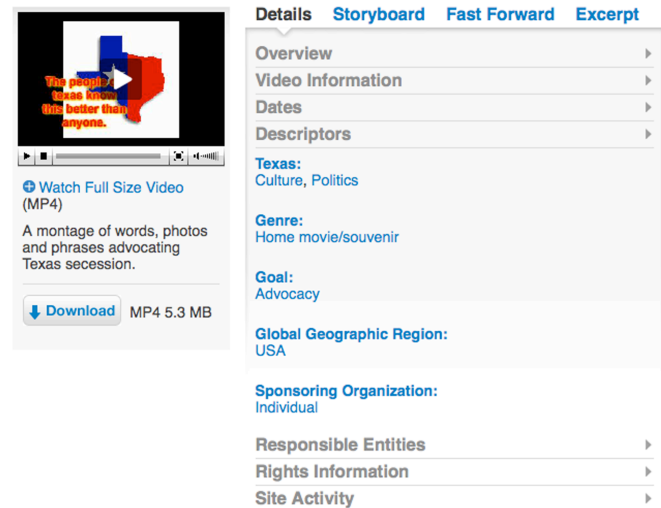 The people of
texas know
this better than
anyone.
Watch Full Size Video
(MP4)
A montage of words, photos
and phrases advocating
Texas secession.
Download MP4 5.3 MB
Details Storyboard Fast Forward Excerpt
Overview
Video Information
Dates
Descriptors
Texas:
Culture, Politics
Genre:
Home movie/souvenir
Goal:
Advocacy
Global Geographic Region:
USA
Sponsoring Organization:
Individual
Responsible Entities
Rights Information
Site Activity